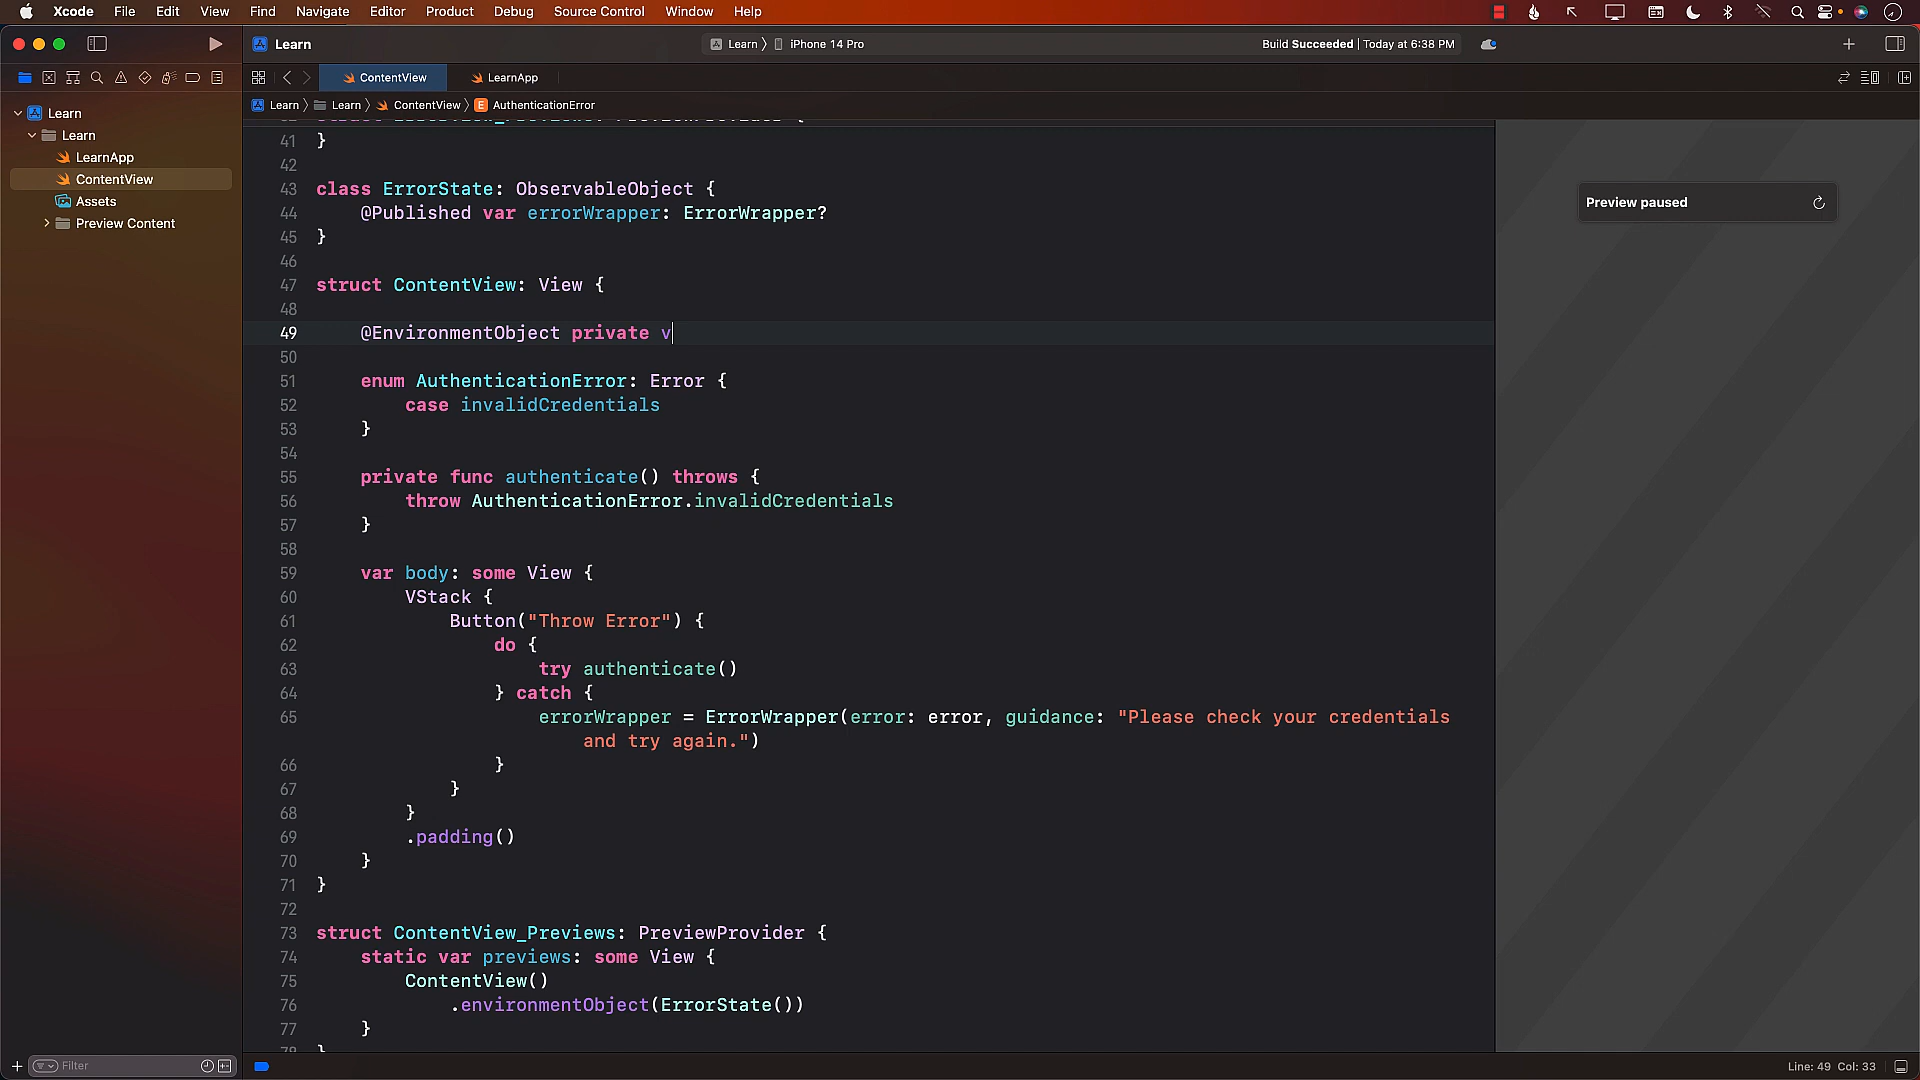 Xcode File Edit View Find Navigate Editor Product Debug Source Control Window Help
Learn
Learn
iPhone 14 Pro
Build Succeeded | Today at 6:38 PM
ContentView
LearnApp
Learn
Learn
ContentView
AuthenticationError
Learn
Learn
LearnApp
ContentView
Assets
Preview Content
41 }
42
43 class ErrorState: ObservableObject {
44 @Published var errorWrapper: ErrorWrapper?
45 }
46
47 struct ContentView: View {
48
49 @EnvironmentObject private v
50
51 enum AuthenticationError: Error {
52 case invalidCredentials
53 }
54
55 private func authenticate() throws {
56 throw AuthenticationError.invalidCredentials
57 }
58
59 var body: some View {
60 VStack {
61 Button("Throw Error") {
62 do {
63 try authenticate()
64 } catch {
65 errorWrapper = ErrorWrapper(error: error, guidance: "Please check your credentials
and try again.")
66 }
67 }
68 }
69 .padding()
70 }
71 }
72
73 struct ContentView_Previews: PreviewProvider {
74 static var previews: some View {
75 ContentView()
76 .environmentObject(ErrorState())
77 }
78 }
Preview paused
Filter
Line: 49 Col: 33